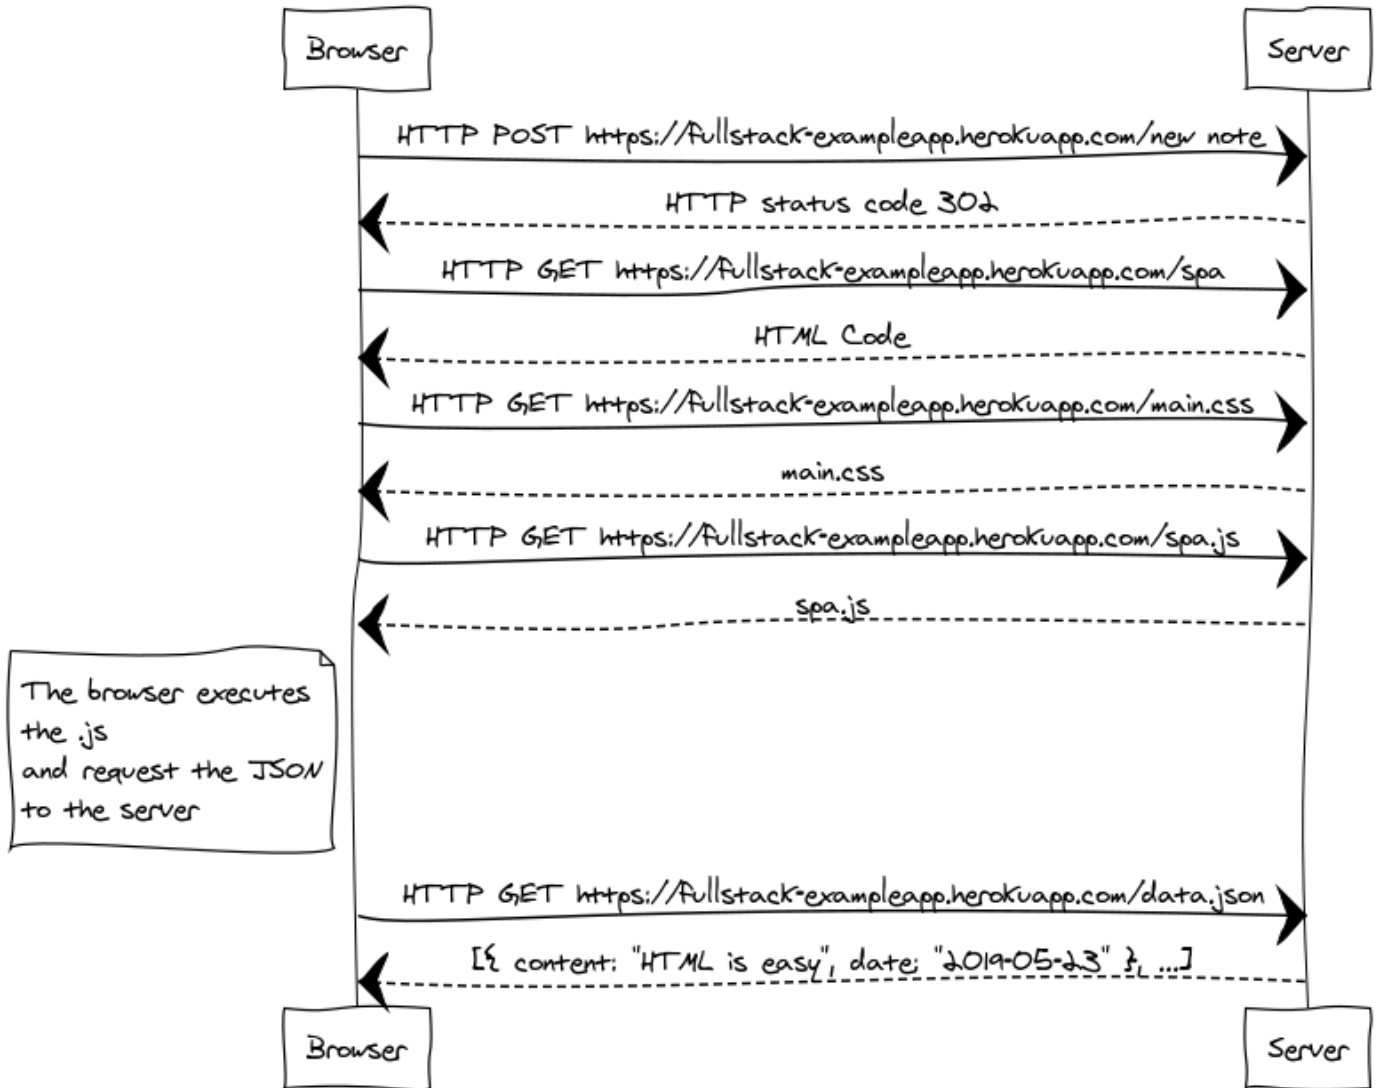 Browser
Server
HTTP POST https://fullstack-exampleapp.herokuapp.com/new note
HTTP status code 302
HTTP GET https://fullstack-exampleapp.herokuapp.com/spa
HTML Code
HTTP GET https://fullstack-exampleapp.herokuapp.com/main.css
main.css
HTTP GET https://fullstack-exampleapp.herokuapp.com/spa.js
spa.js
The browser executes
the .js
and request the JSON
to the server
HTTP GET https://fullstack-exampleapp.herokuapp.com/data.json
[{ content: "HTML is easy", date: "2019-05-23" }, ...]
Browser
Server